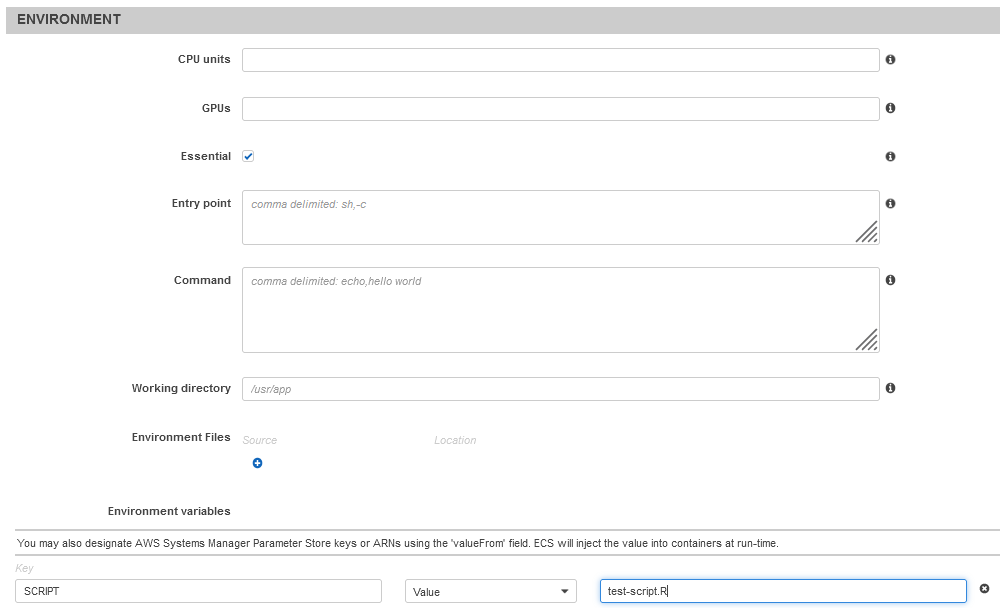 ENVIRONMENT
CPU units
GPUs
Essential
Entry point
comma delimited: sh,-c
Command
comma delimited: echo,hello world
Working directory
/usr/app
Environment Files
Source Location
Environment variables
You may also designate AWS Systems Manager Parameter Store keys or ARNs using the 'valueFrom' field. ECS will inject the value into containers at run-time.
Key
SCRIPT Value test-script.R